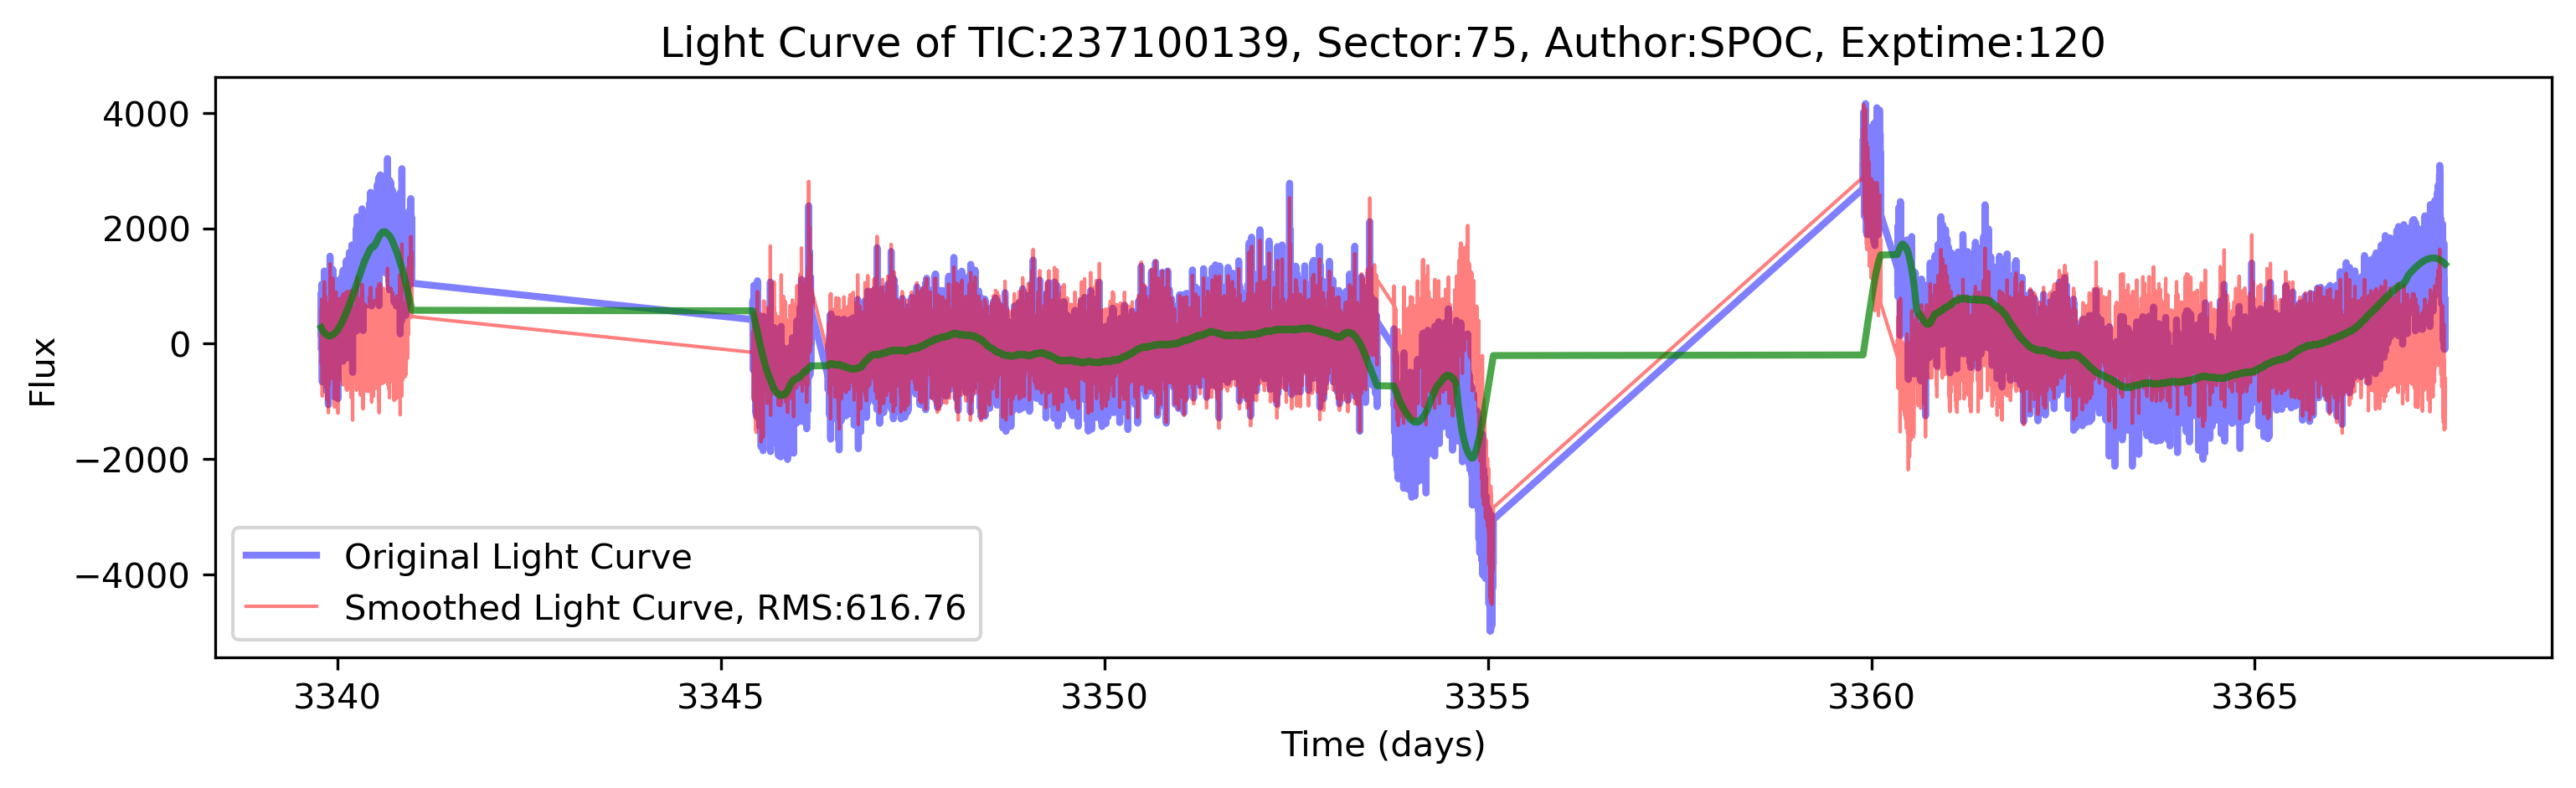 Light Curve of TIC:237100139, Sector:75, Author:SPOC, Exptime:120
4000
2000
0
−2000
−4000
Flux
Original Light Curve
Smoothed Light Curve, RMS:616.76
3340 3345 3350 3355 3360 3365
Time (days)